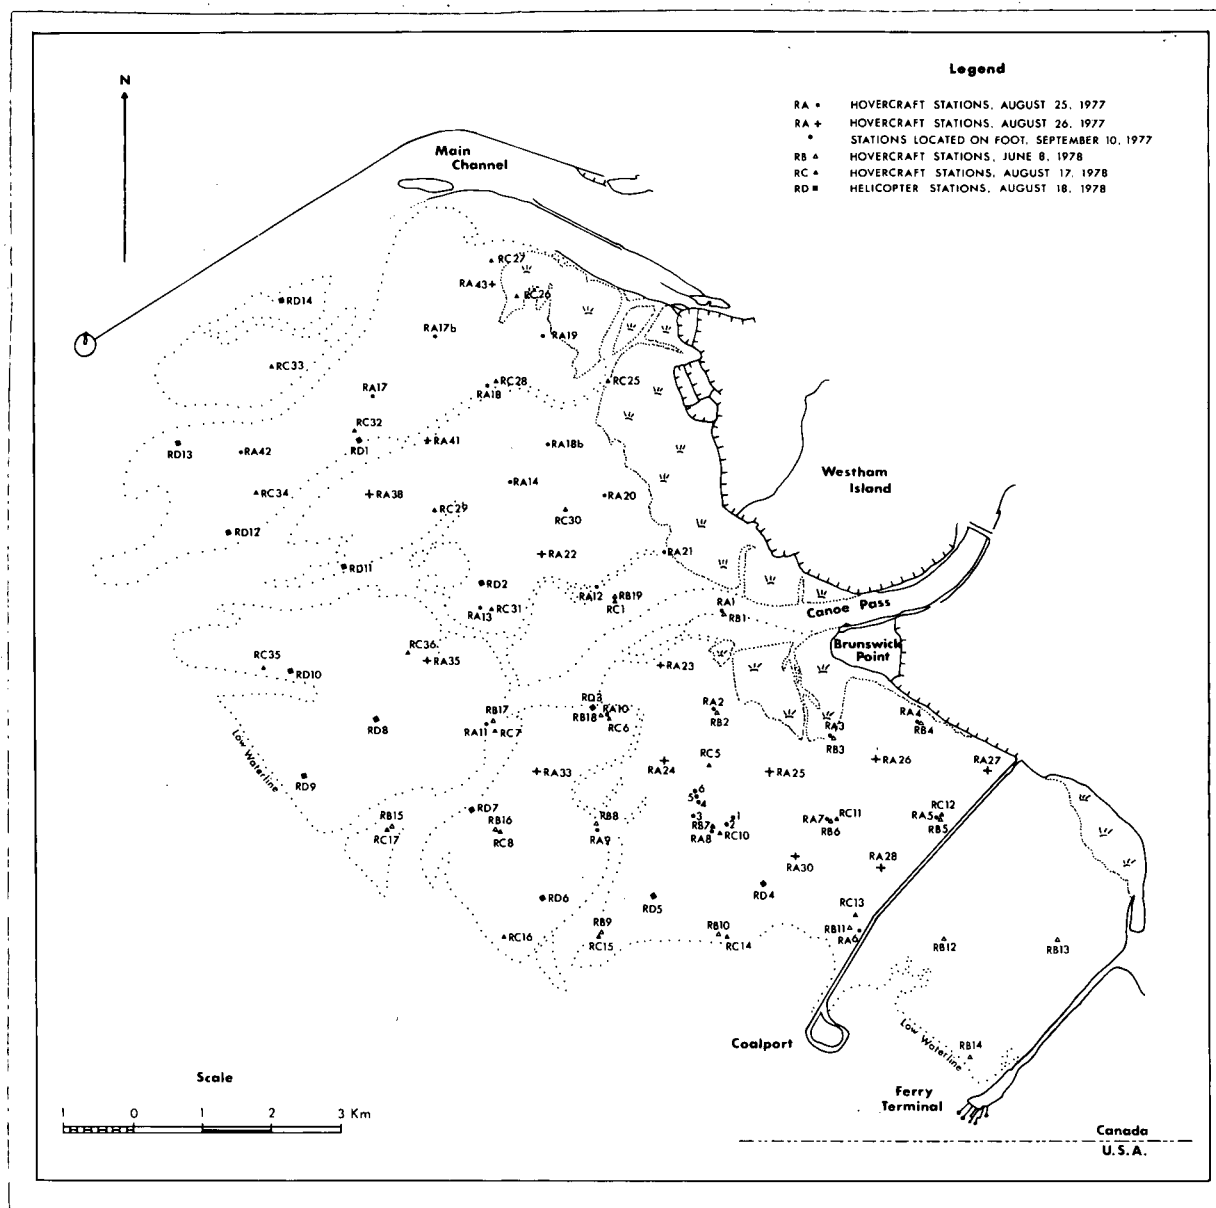 N
Legend
RA • HOVERCRAFT STATIONS, AUGUST 25, 1977
RA + HOVERCRAFT STATIONS, AUGUST 26, 1977
• STATIONS LOCATED ON FOOT, SEPTEMBER 10, 1977
RB △ HOVERCRAFT STATIONS, JUNE 8, 1978
RC ▲ HOVERCRAFT STATIONS, AUGUST 17, 1978
RD ■ HELICOPTER STATIONS, AUGUST 18, 1978
Main
Channel
RC27
RA43
RC26
RD14
RA17b
RA19
RC33
RA17
RC28
RA18
RC25
RC32
RD13
RA42
RD1
RA41
RA18b
Westham
Island
RA14
RC34
RA38
RA20
RC29
RC30
RD12
RA22
RA21
RD11
RD2
RA12
RB19
RC1
RA13
RC31
RA1
RB1
Canoe Pass
Brunswick
Point
RC36
RA35
RC35
RD10
RA23
RD3
RA10
RB18
RC6
RB17
RA11
RC7
RA2
RB2
RA3
RB3
RA4
RB4
RD8
Low Waterline
RD9
RA33
RA24
RC5
RA25
RA26
RA27
6
5
4
3
1
2
RD7
RB15
RC17
RB16
RC8
RB8
RA9
RB7
RA8
RC10
RA7
RC11
RB6
RC12
RA5
RB5
RA30
RA28
RD6
RD5
RD4
RC13
RC16
RB9
RC15
RB10
RC14
RB11
RA6
RB12
RB13
Coalport
Low Waterline
RB14
Scale
1 0 1 2 3 Km
Ferry
Terminal
Canada
U.S.A.